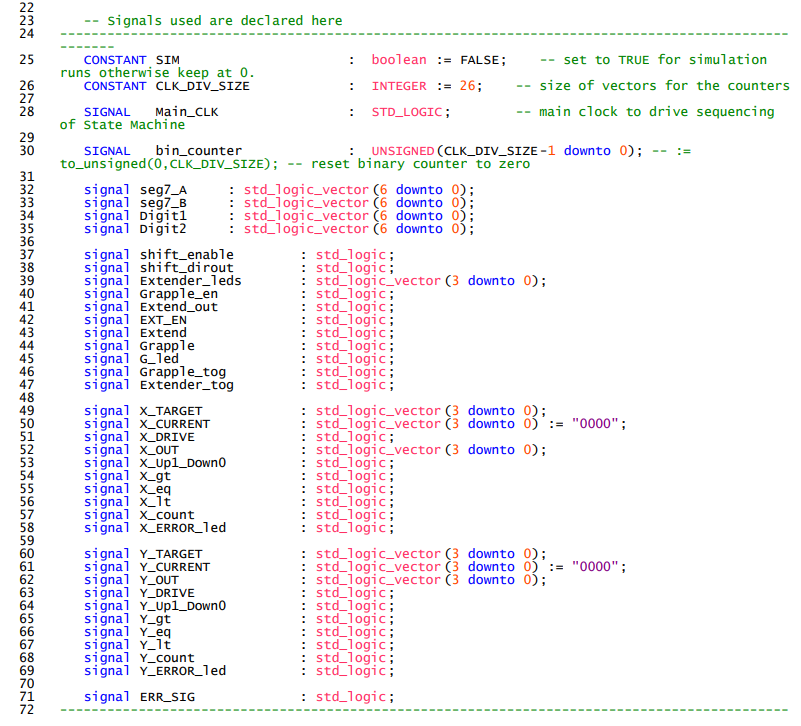 22
23 -- Signals used are declared here
24 -------------------------------------------------------------------------------------------
-------
25 CONSTANT SIM : boolean := FALSE; -- set to TRUE for simulation
runs otherwise keep at 0.
26 CONSTANT CLK_DIV_SIZE : INTEGER := 26; -- size of vectors for the counters
27
28 SIGNAL Main_CLK : STD_LOGIC; -- main clock to drive sequencing
of State Machine
29
30 SIGNAL bin_counter : UNSIGNED(CLK_DIV_SIZE-1 downto 0); -- :=
to_unsigned(0,CLK_DIV_SIZE); -- reset binary counter to zero
31
32 signal seg7_A : std_logic_vector(6 downto 0);
33 signal seg7_B : std_logic_vector(6 downto 0);
34 signal Digit1 : std_logic_vector(6 downto 0);
35 signal Digit2 : std_logic_vector(6 downto 0);
36
37 signal shift_enable : std_logic;
38 signal shift_dirout : std_logic;
39 signal Extender_leds : std_logic_vector(3 downto 0);
40 signal Grapple_en : std_logic;
41 signal Extend_out : std_logic;
42 signal EXT_EN : std_logic;
43 signal Extend : std_logic;
44 signal Grapple : std_logic;
45 signal G_led : std_logic;
46 signal Grapple_tog : std_logic;
47 signal Extender_tog : std_logic;
48
49 signal X_TARGET : std_logic_vector(3 downto 0);
50 signal X_CURRENT : std_logic_vector(3 downto 0) := "0000";
51 signal X_DRIVE : std_logic;
52 signal X_OUT : std_logic_vector(3 downto 0);
53 signal X_Up1_Down0 : std_logic;
54 signal X_gt : std_logic;
55 signal X_eq : std_logic;
56 signal X_lt : std_logic;
57 signal X_count : std_logic;
58 signal X_ERROR_led : std_logic;
59
60 signal Y_TARGET : std_logic_vector(3 downto 0);
61 signal Y_CURRENT : std_logic_vector(3 downto 0) := "0000";
62 signal Y_OUT : std_logic_vector(3 downto 0);
63 signal Y_DRIVE : std_logic;
64 signal Y_Up1_Down0 : std_logic;
65 signal Y_gt : std_logic;
66 signal Y_eq : std_logic;
67 signal Y_lt : std_logic;
68 signal Y_count : std_logic;
69 signal Y_ERROR_led : std_logic;
70
71 signal ERR_SIG : std_logic;
72 -------------------------------------------------------------------------------------------